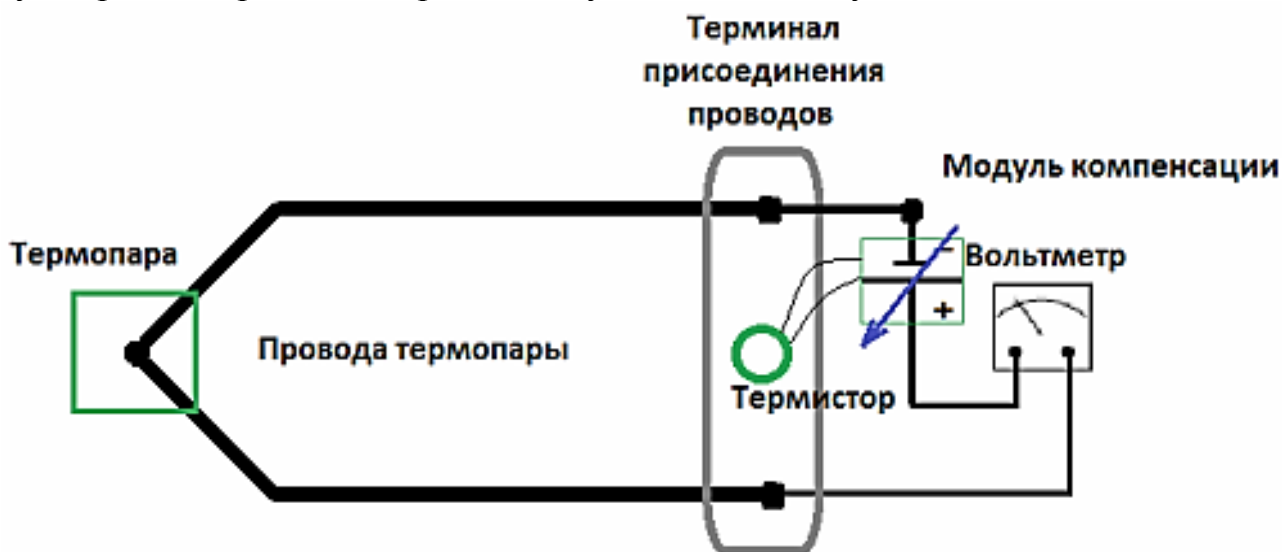 Терминал
присоединения
проводов
Модуль компенсации
Термопара
−
Вольтметр
+
Провода термопары
Термистор